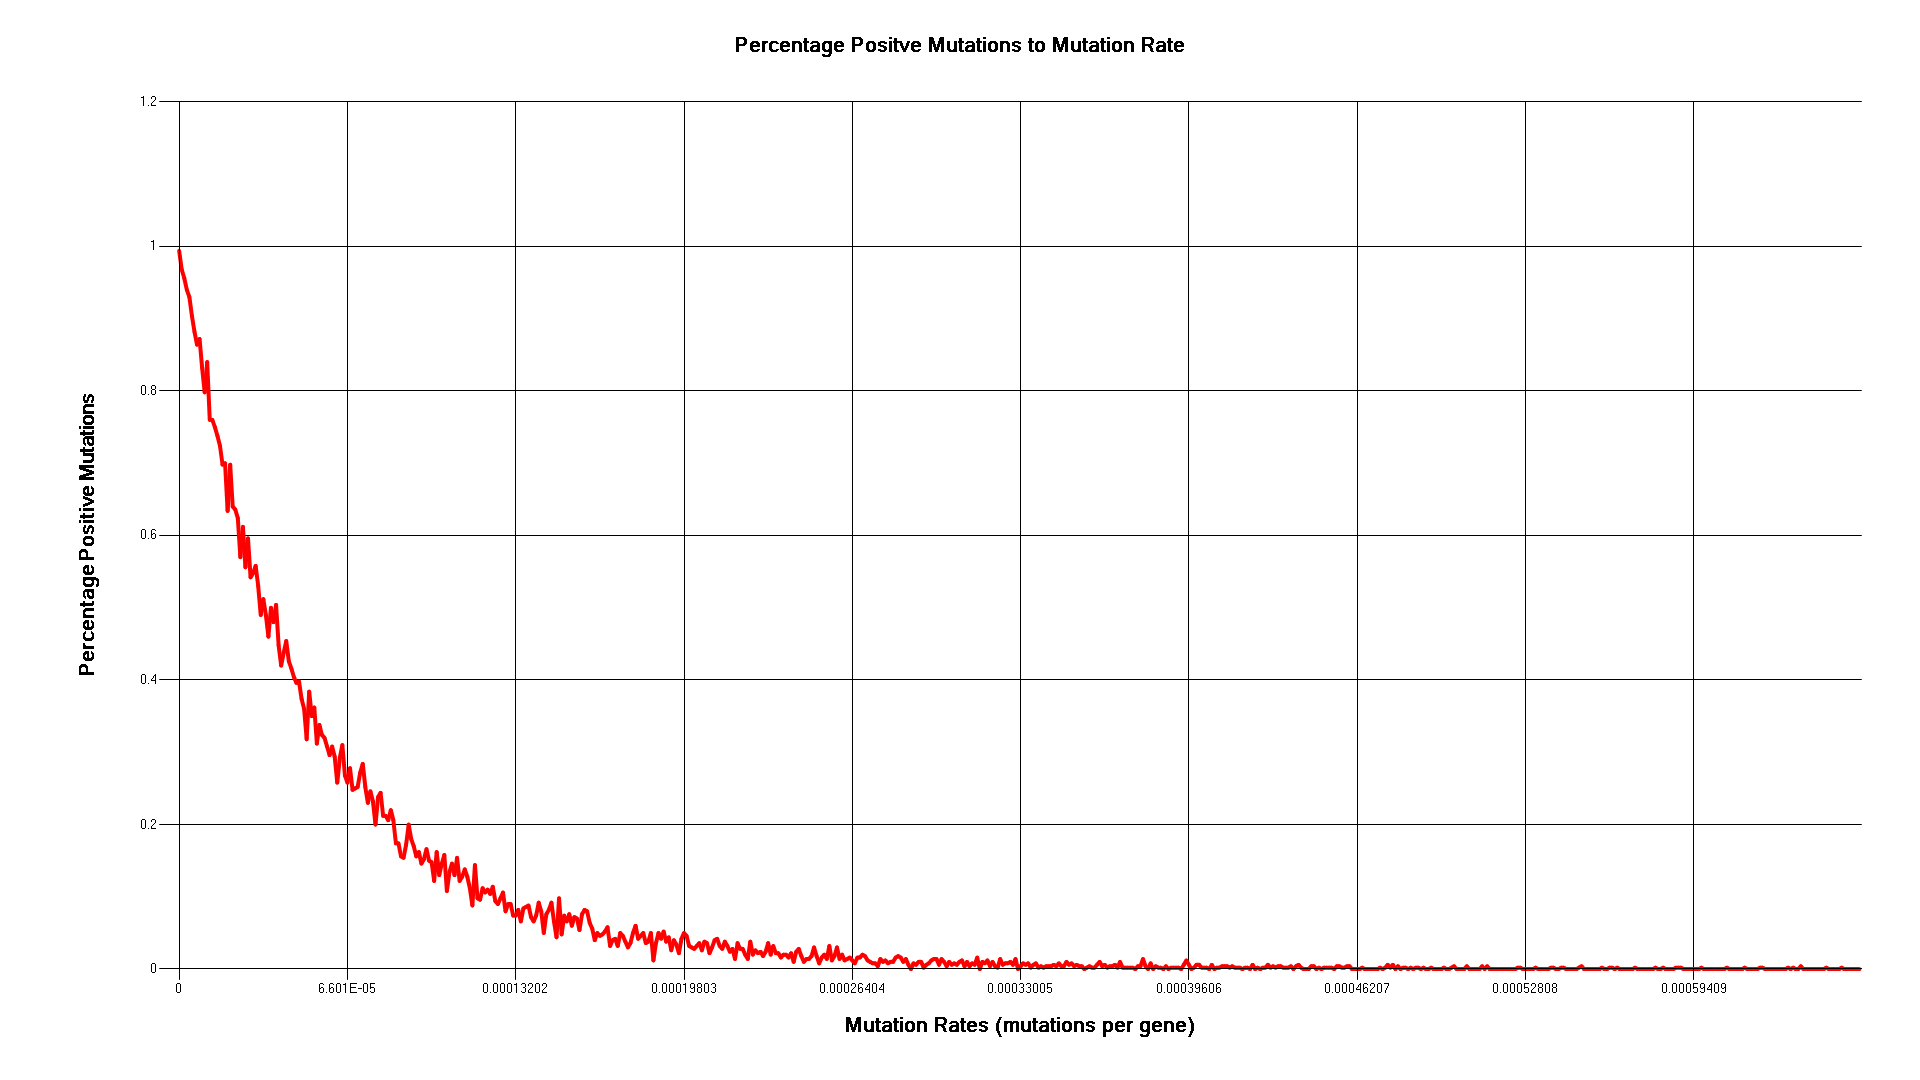 Percentage Positve Mutations to Mutation Rate
1.2
1
0.8
0.6
0.4
0.2
0
Percentage Positive Mutations
0 6.601E-05 0.00013202 0.00019803 0.00026404 0.00033005 0.00039606 0.00046207 0.00052808 0.00059409
Mutation Rates (mutations per gene)